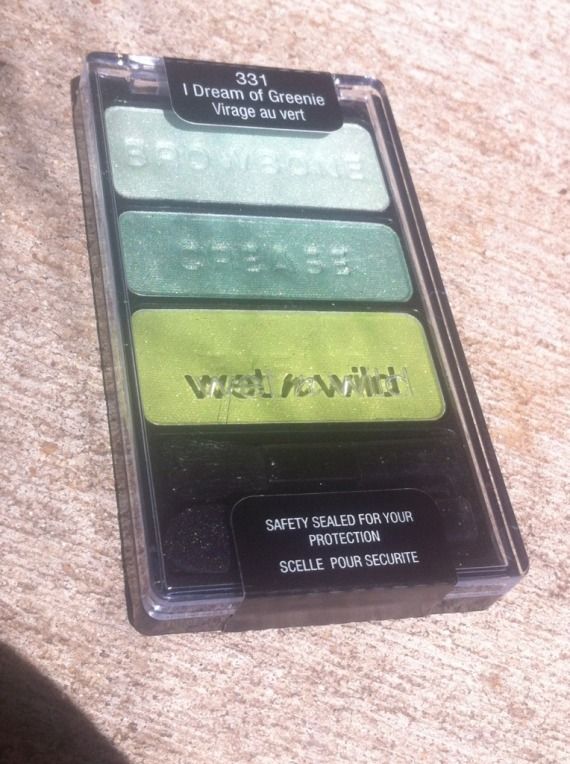 331
I Dream of Greenie
Virage au vert
BROWBONE
CREASE
wet n wild
SAFETY SEALED FOR YOUR
PROTECTION
SCELLE POUR SECURITE